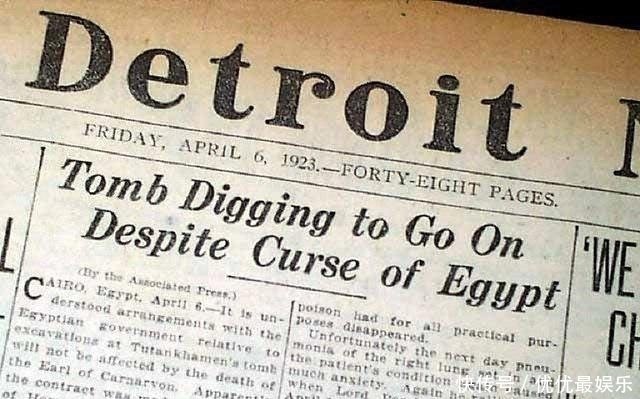 Detroit N
FRIDAY, APRIL 6, 1923.—FORTY-EIGHT PAGES.
Tomb Digging to Go On
Despite Curse of Egypt
(By the Associated Press.)
CAIRO, Egypt, April 6.—It is un-
derstood arrangements with the
Egyptian government relative to
excavations at Tutankhamen's tomb
will not be affected by the death of
the Earl of Carnarvon. Apparent
the contract was
poison had for all practical pur-
poses disappeared.
Unfortunately the next day pneu-
monia of the right lung
the patient's condition
much anxiety. Again he
when Lord
'WE
CH
L
快传号／优优最娱乐